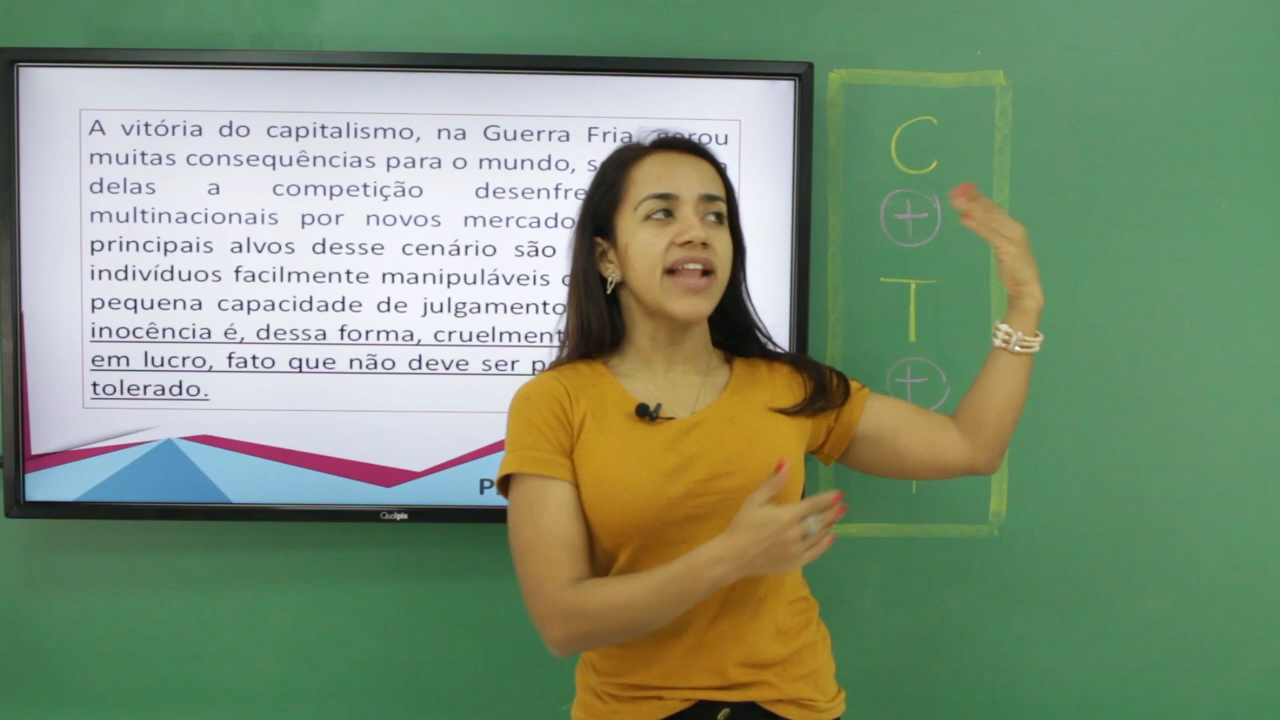 A vitória do capitalismo, na Guerra Fria, gerou
muitas consequências para o mundo,
delas a competição
multinacionais por novos
principais alvos desse cenário são
indivíduos facilmente manipuláveis
pequena capacidade de julgamento
inocência é, dessa forma,
em lucro, fato que não deve ser
tolerado.
Qualipix
C
+
T
+